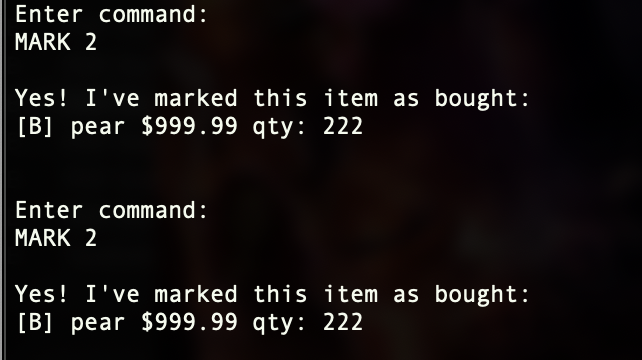 Enter command:
MARK 2
Yes! I've marked this item as bought:
[B] pear $999.99 qty: 222
Enter command:
MARK 2
Yes! I've marked this item as bought:
[B] pear $999.99 qty: 222